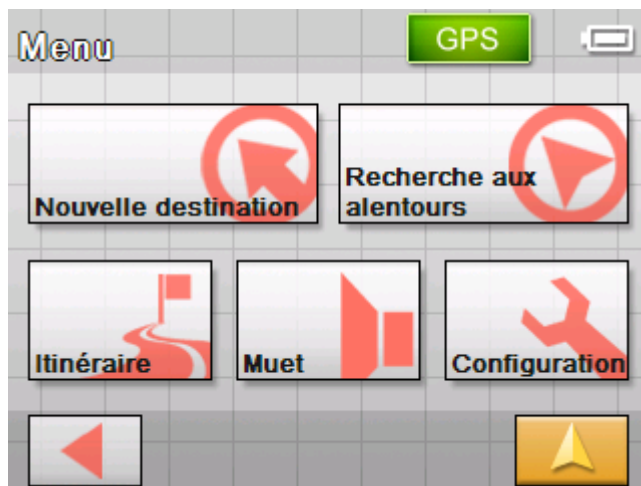 Menu
GPS
Nouvelle destination
Recherche aux
alentours
Itinéraire
Muet
Configuration